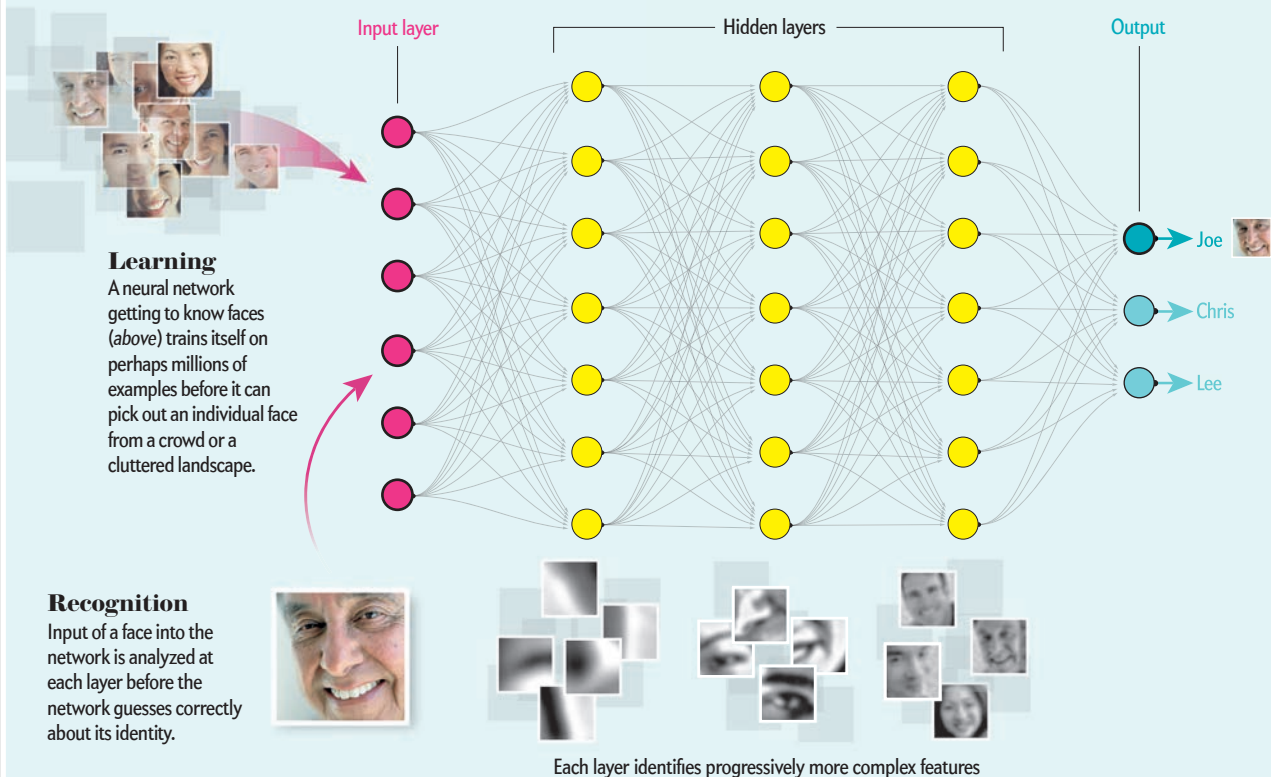 Input layer
Hidden layers
Output
Joe
Chris
Lee
Learning
A neural network
getting to know faces
(above) trains itself on
perhaps millions of
examples before it can
pick out an individual face
from a crowd or a
cluttered landscape.
Recognition
Input of a face into the
network is analyzed at
each layer before the
network guesses correctly
about its identity.
Each layer identifies progressively more complex features